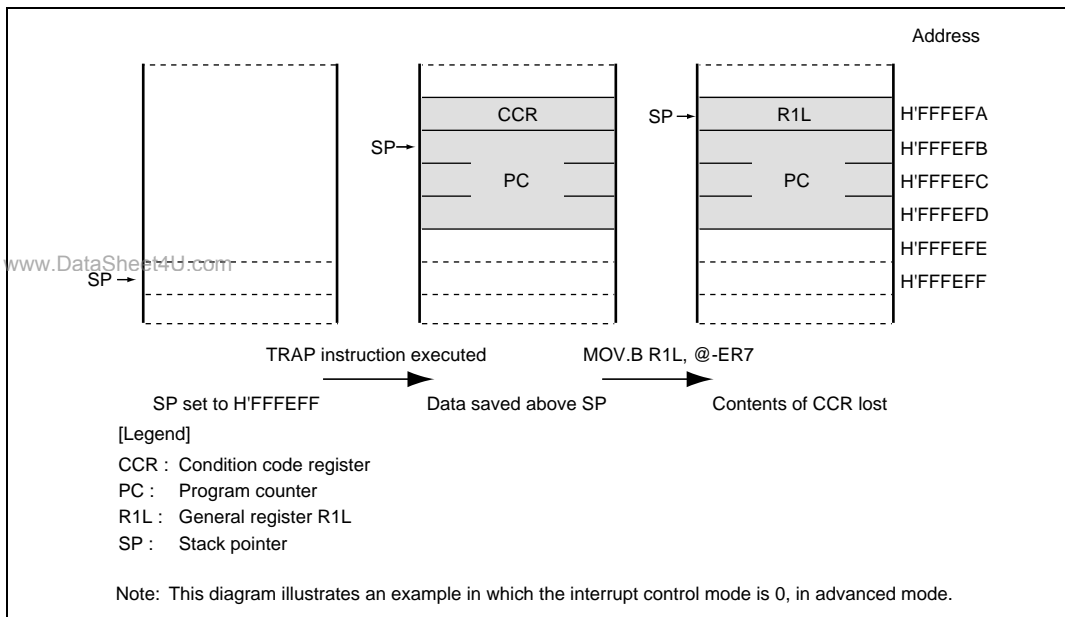 Address
CCR
SP→
R1L
H'FFFEFA
SP→
H'FFFEFB
PC
PC
H'FFFEFC
H'FFFEFD
H'FFFEFE
www.DataSheet4U.com
SP→
H'FFFEFF
TRAP instruction executed
MOV.B R1L, @-ER7
SP set to H'FFFEFF
Data saved above SP
Contents of CCR lost
[Legend]
CCR : Condition code register
PC : Program counter
R1L : General register R1L
SP : Stack pointer
Note: This diagram illustrates an example in which the interrupt control mode is 0, in advanced mode.